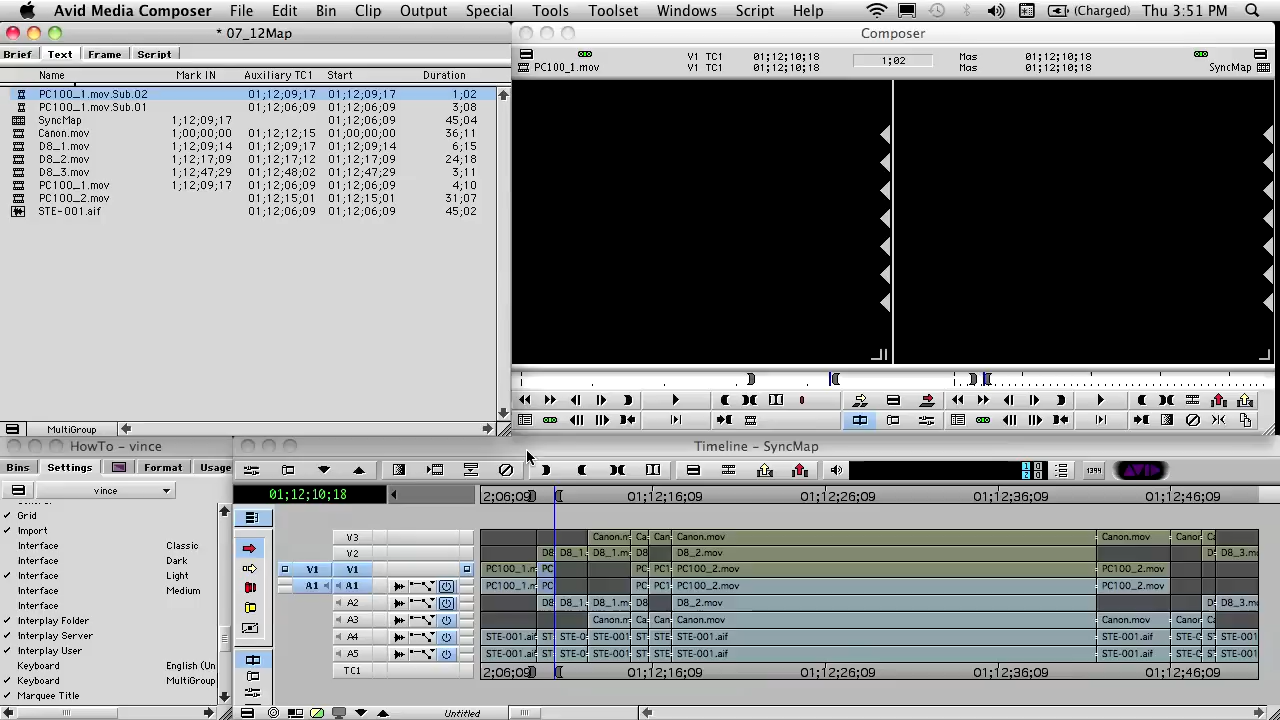 Avid Media Composer File Edit Bin Clip Output Special Tools Toolset Windows Script Help (Charged) Thu 3:51 PM
* 07_12Map
Brief Text Frame Script
Name Mark IN Auxiliary TC1 Start Duration
PC100_1.mov.Sub.02 01;12;09;17 01;12;09;17 1;02
PC100_1.mov.Sub.01 01;12;06;09 01;12;06;09 3;08
SyncMap 1;12;09;17 01;12;06;09 45;04
Canon.mov 1;00;00;00 01;12;12;15 01;00;00;00 36;11
D8_1.mov 1;12;09;14 01;12;09;17 01;12;09;14 6;15
D8_2.mov 1;12;17;09 01;12;17;12 01;12;17;09 24;18
D8_3.mov 1;12;47;29 01;12;48;02 01;12;47;29 3;11
PC100_1.mov 1;12;09;17 01;12;06;09 01;12;06;09 4;10
PC100_2.mov 01;12;15;01 01;12;15;01 31;07
STE-001.aif 01;12;06;09 01;12;06;09 45;02
MultiGroup
Composer
V1 TC1 01;12;10;18 1;02 Mas 01;12;10;18
PC100_1.mov V1 TC1 01;12;10;18 Mas 01;12;10;18 SyncMap
HowTo - vince
Bins Settings Format Usage
vince
Grid
Import
Interface Classic
Interface Dark
Interface Light
Interface Medium
Interface
Interplay Folder
Interplay Server
Interplay User
Keyboard English (Un
Keyboard MultiGroup
Marquee Title
Timeline - SyncMap
1394 AVID
01;12;10;18 2;06;09 01;12;16;09 01;12;26;09 01;12;36;09 01;12;46;09
V3 Canon.m Ca Canon.mov Canon.mov Canon
V2 D8 D8_1. D8_1.m D8 D8_2.mov D8_3.m
V1 V1 PC100_1.m PC PC1 PC100_2.mov PC100_2.mov
A1 A1 PC100_1.m PC PC1 PC100_2.mov PC100_2.mov
A2 D8 D8_1. D8_1.m D8 D8_2.mov D8_3.m
A3 Canon.m Ca Canon.mov Canon.mov Canon
A4 STE-001.aif ST STE-0 STE-001 STE STE-0 STE-001.aif STE-001.aif STE-0 ST STE-001
A5 STE-001.aif ST STE-0 STE-001 STE STE-0 STE-001.aif STE-001.aif STE-0 ST STE-001
TC1 2;06;09 01;12;16;09 01;12;26;09 01;12;36;09 01;12;46;09
Untitled